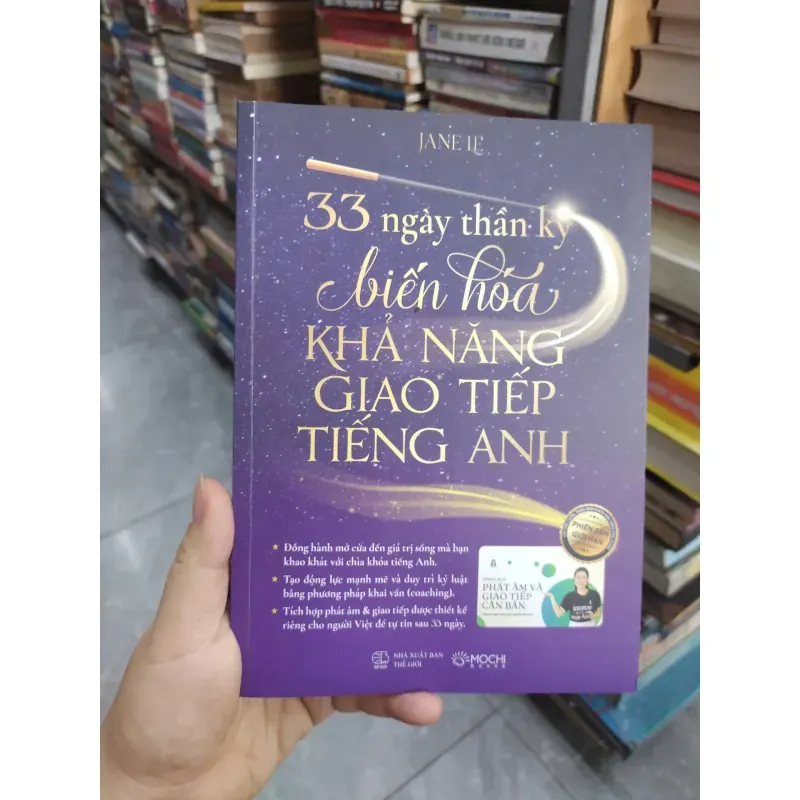 JANE LE
33 ngày thần kỳ
biến hóa
KHẢ NĂNG
GIAO TIẾP
TIẾNG ANH
PHIÊN BẢN
GIỚI HẠN
★ Đồng hành mở cửa đến giá trị sống mà bạn
khao khát với chìa khóa tiếng Anh.
★ Tạo động lực mạnh mẽ và duy trì kỷ luật
bằng phương pháp khai vấn (coaching).
★ Tích hợp phát âm & giao tiếp được thiết kế
riêng cho người Việt để tự tin sau 33 ngày.
PHÁT ÂM VÀ
GIAO TIẾP
CĂN BẢN
NHÀ XUẤT BẢN
THẾ GIỚI
MOCHI